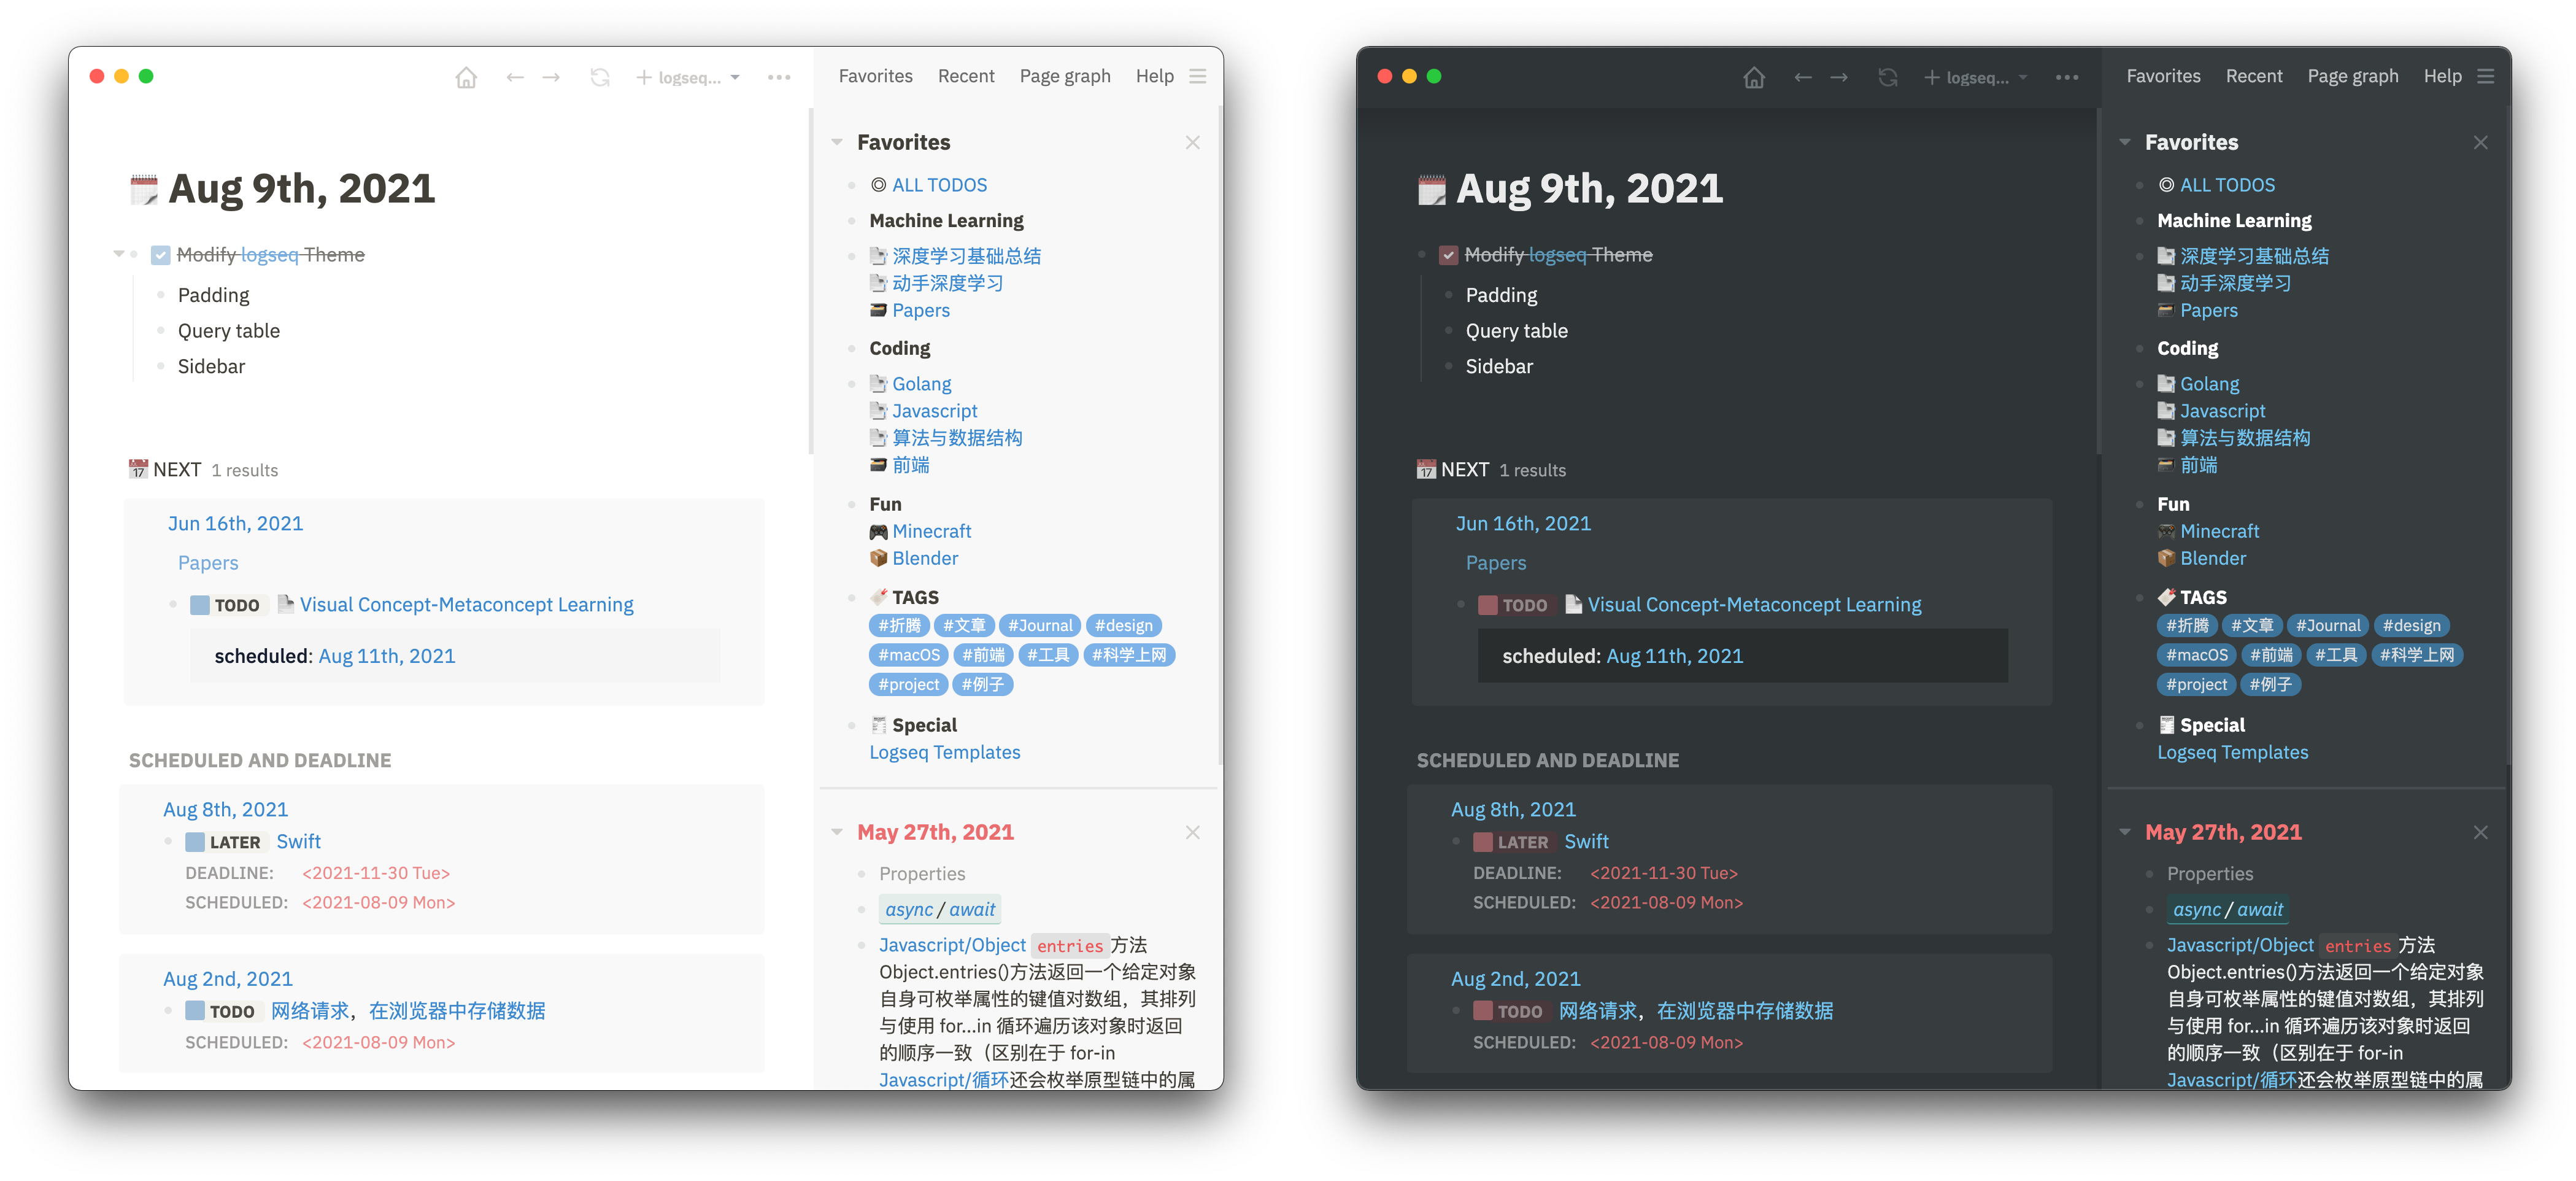 logseq...
Favorites Recent Page graph Help
Aug 9th, 2021
Modify logseq Theme
Padding
Query table
Sidebar
NEXT 1 results
Jun 16th, 2021
Papers
TODO Visual Concept-Metaconcept Learning
scheduled: Aug 11th, 2021
SCHEDULED AND DEADLINE
Aug 8th, 2021
LATER Swift
DEADLINE: <2021-11-30 Tue>
SCHEDULED: <2021-08-09 Mon>
Aug 2nd, 2021
TODO 网络请求，在浏览器中存储数据
SCHEDULED: <2021-08-09 Mon>
Favorites
ALL TODOS
Machine Learning
深度学习基础总结
动手深度学习
Papers
Coding
Golang
Javascript
算法与数据结构
前端
Fun
Minecraft
Blender
TAGS
#折腾 #文章 #Journal #design
#macOS #前端 #工具 #科学上网
#project #例子
Special
Logseq Templates
May 27th, 2021
Properties
async / await
Javascript/Object entries方法
Object.entries()方法返回一个给定对象
自身可枚举属性的键值对数组，其排列
与使用 for...in 循环遍历该对象时返回
的顺序一致（区别在于 for-in
Javascript/循环还会枚举原型链中的属
logseq...
Favorites Recent Page graph Help
Aug 9th, 2021
Modify logseq Theme
Padding
Query table
Sidebar
NEXT 1 results
Jun 16th, 2021
Papers
TODO Visual Concept-Metaconcept Learning
scheduled: Aug 11th, 2021
SCHEDULED AND DEADLINE
Aug 8th, 2021
LATER Swift
DEADLINE: <2021-11-30 Tue>
SCHEDULED: <2021-08-09 Mon>
Aug 2nd, 2021
TODO 网络请求，在浏览器中存储数据
SCHEDULED: <2021-08-09 Mon>
Favorites
ALL TODOS
Machine Learning
深度学习基础总结
动手深度学习
Papers
Coding
Golang
Javascript
算法与数据结构
前端
Fun
Minecraft
Blender
TAGS
#折腾 #文章 #Journal #design
#macOS #前端 #工具 #科学上网
#project #例子
Special
Logseq Templates
May 27th, 2021
Properties
async / await
Javascript/Object entries方法
Object.entries()方法返回一个给定对象
自身可枚举属性的键值对数组，其排列
与使用 for...in 循环遍历该对象时返回
的顺序一致（区别在于 for-in
Javascript/循环还会枚举原型链中的属